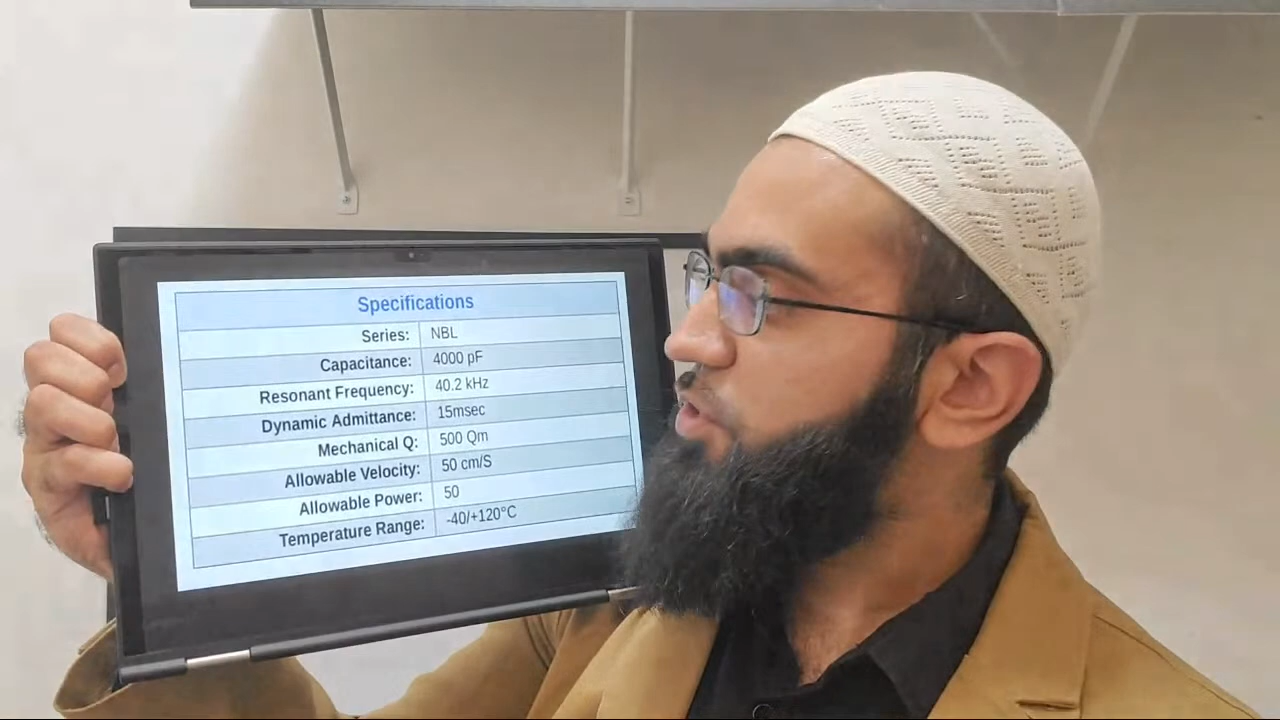 Specifications
Series: NBL
Capacitance: 4000 pF
Resonant Frequency: 40.2 kHz
Dynamic Admittance: 15msec
Mechanical Q: 500 Qm
Allowable Velocity: 50 cm/S
Allowable Power: 50
Temperature Range: -40/+120°C